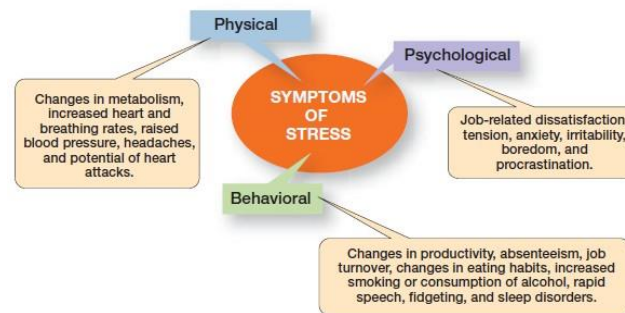 Physical
Psychological
SYMPTOMS
OF
STRESS
Changes in metabolism,
increased heart and
breathing rates, raised
blood pressure, headaches,
and potential of heart
attacks.
Job-related dissatisfaction,
tension, anxiety, irritability,
boredom, and
procrastination.
Behavioral
Changes in productivity, absenteeism, job
turnover, changes in eating habits, increased
smoking or consumption of alcohol, rapid
speech, fidgeting, and sleep disorders.